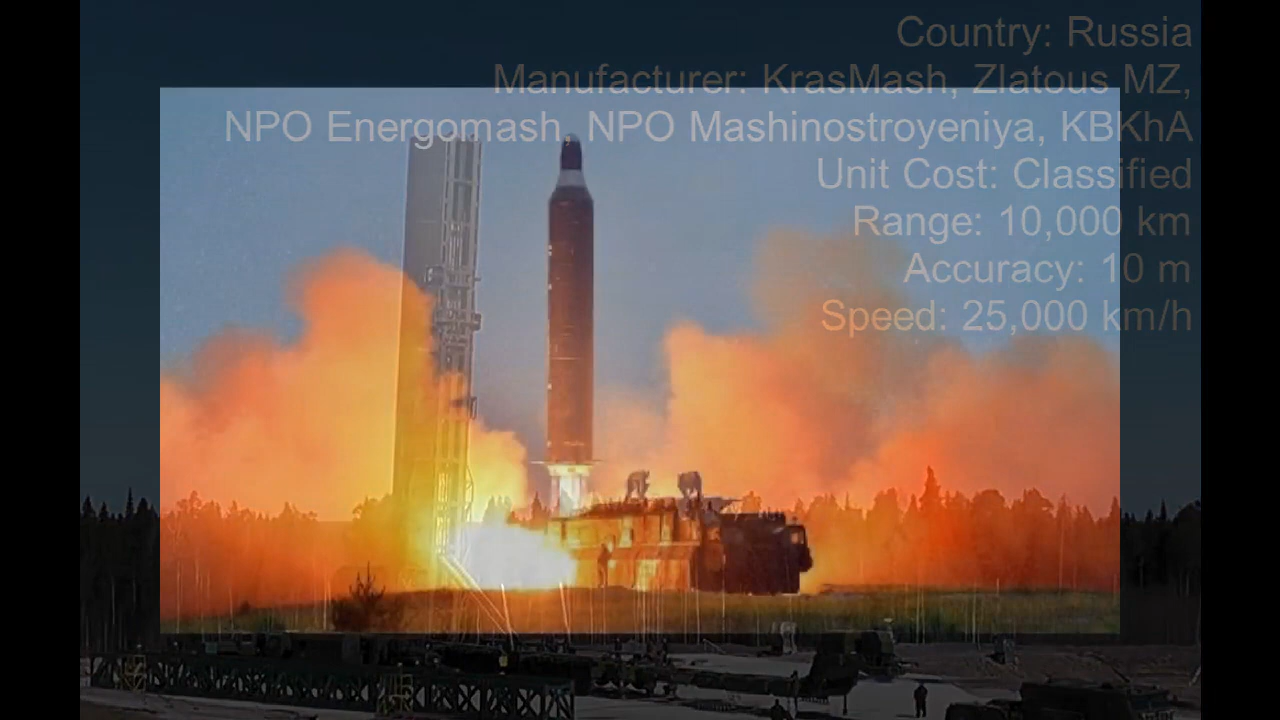 Country: Russia
Manufacturer: KrasMash, Zlatous MZ,
NPO Energomash, NPO Mashinostroyeniya, KBKhA
Unit Cost: Classified
Range: 10,000 km
Accuracy: 10 m
Speed: 25,000 km/h